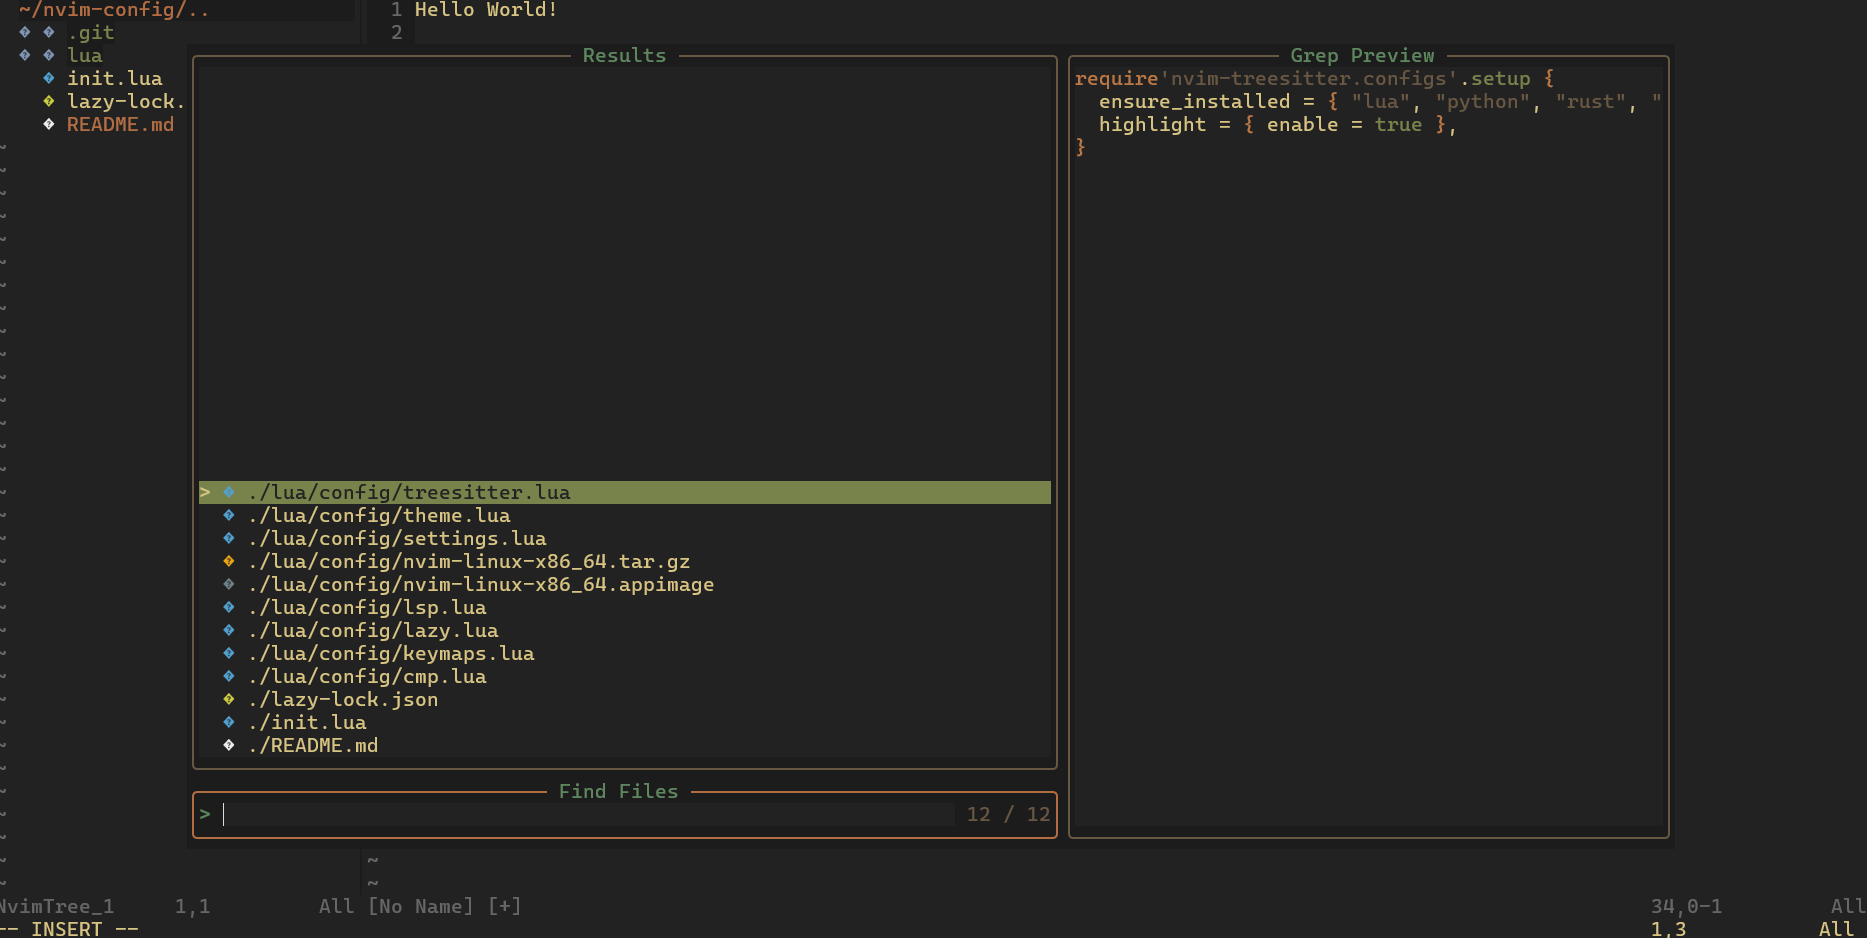 ~/nvim-config/..
.git
lua
init.lua
lazy-lock.
README.md
1 Hello World!
2
Results
> ./lua/config/treesitter.lua
./lua/config/theme.lua
./lua/config/settings.lua
./lua/config/nvim-linux-x86_64.tar.gz
./lua/config/nvim-linux-x86_64.appimage
./lua/config/lsp.lua
./lua/config/lazy.lua
./lua/config/keymaps.lua
./lua/config/cmp.lua
./lazy-lock.json
./init.lua
./README.md
Find Files
> 12 / 12
Grep Preview
require'nvim-treesitter.configs'.setup {
  ensure_installed = { "lua", "python", "rust", "
  highlight = { enable = true },
}
~
~
NvimTree_1 1,1 All [No Name] [+] 34,0-1 All
-- INSERT -- 1,3 All